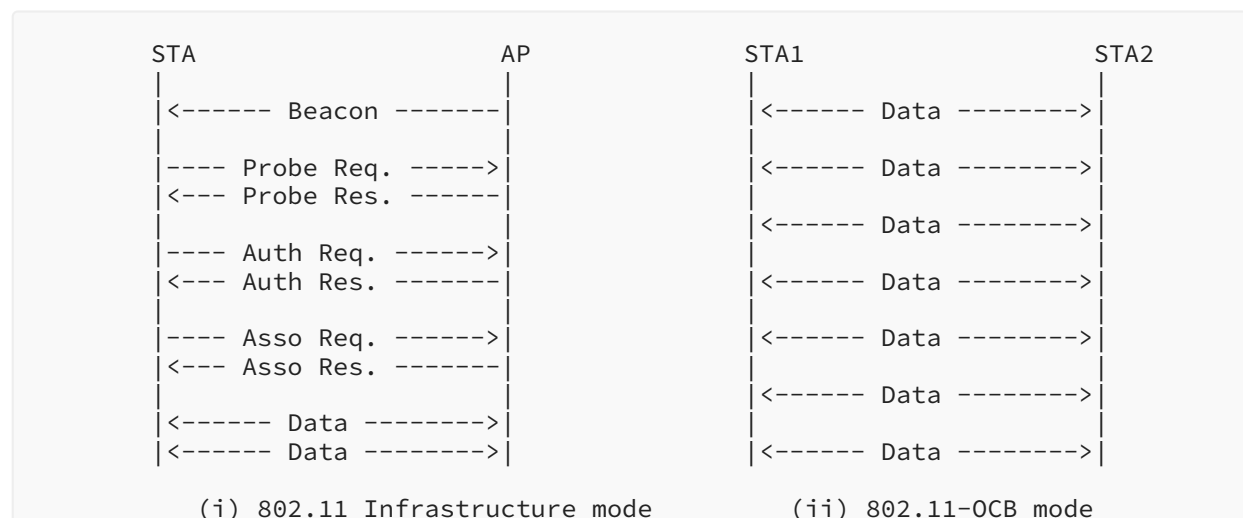 STA                    AP               STA1                   STA2
|                      |                |                      |
|<------ Beacon -------|                |<------ Data -------->|
|                      |                |                      |
|---- Probe Req. ----->|                |<------ Data -------->|
|<--- Probe Res. ------|                |                      |
|                      |                |<------ Data -------->|
|---- Auth Req. ------>|                |                      |
|<--- Auth Res. -------|                |<------ Data -------->|
|                      |                |                      |
|---- Asso Req. ------>|                |<------ Data -------->|
|<--- Asso Res. -------|                |                      |
|                      |                |<------ Data -------->|
|<------ Data -------->|                |                      |
|<------ Data -------->|                |<------ Data -------->|

(i) 802.11 Infrastructure mode         (ii) 802.11-OCB mode